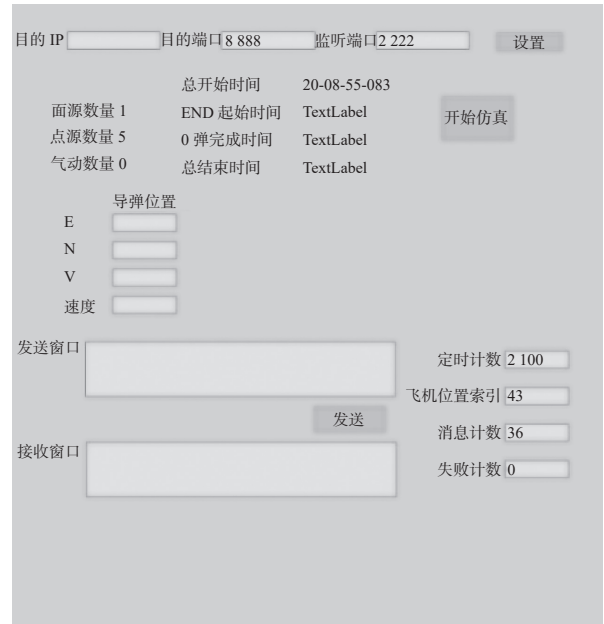 目的 IP 目的端口 8 888 监听端口 2 222 设置
总开始时间 20-08-55-083
面源数量 1 END 起始时间 TextLabel 开始仿真
点源数量 5 0 弹完成时间 TextLabel
气动数量 0 总结束时间 TextLabel
导弹位置
E
N
V
速度
发送窗口
定时计数 2 100
飞机位置索引 43
发送
消息计数 36
接收窗口
失败计数 0